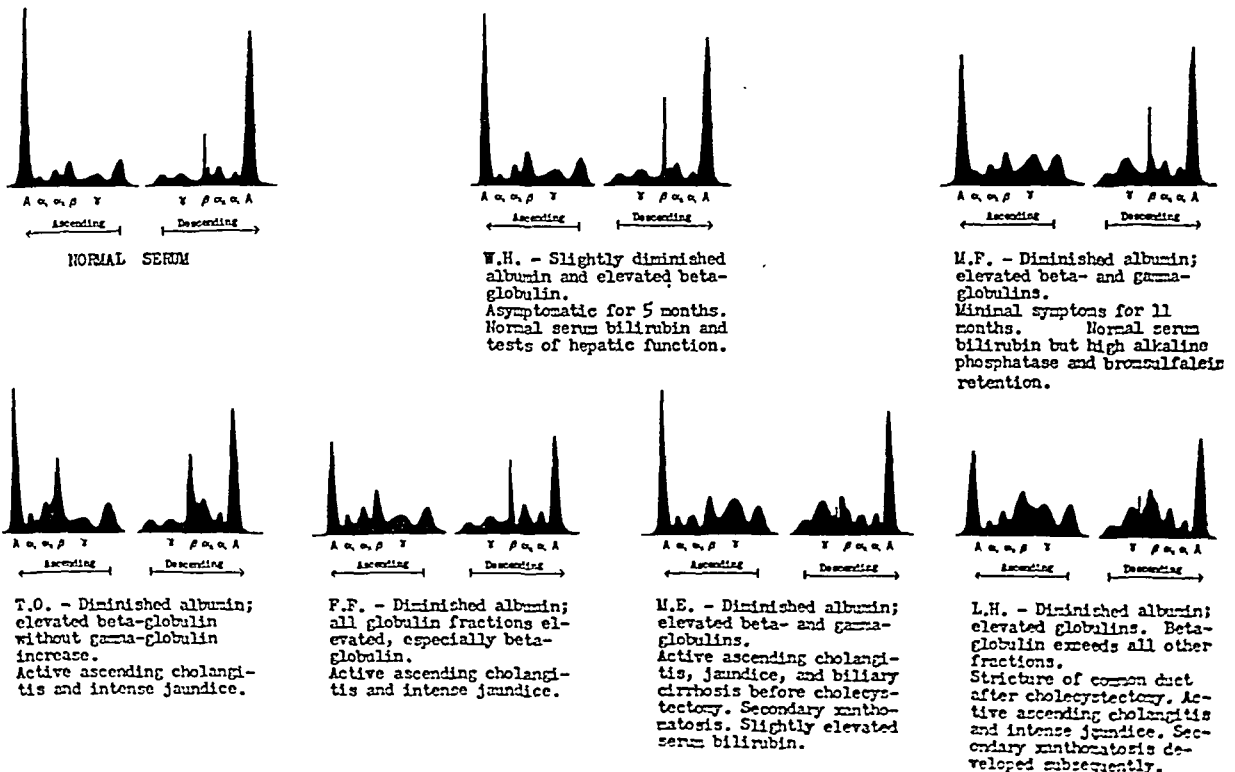 A α₁ α₂ β γ
γ β α₂ α₁ A
Ascending
Descending
NORMAL SERUM
A α₁ α₂ β γ
γ β α₂ α₁ A
Ascending
Descending
W.H. - Slightly diminished
albumin and elevated beta-
globulin.
Asymptomatic for 5 months.
Normal serum bilirubin and
tests of hepatic function.
A α₁ α₂ β γ
γ β α₂ α₁ A
Ascending
Descending
M.F. - Diminished albumin;
elevated beta- and gamma-
globulins.
Minimal symptoms for 11
months. Normal serum
bilirubin but high alkaline
phosphatase and bromsulfalein
retention.
A α₁ α₂ β γ
γ β α₂ α₁ A
Ascending
Descending
T.O. - Diminished albumin;
elevated beta-globulin
without gamma-globulin
increase.
Active ascending cholangi-
tis and intense jaundice.
A α₁ α₂ β γ
γ β α₂ α₁ A
Ascending
Descending
F.F. - Diminished albumin;
all globulin fractions el-
evated, especially beta-
globulin.
Active ascending cholangi-
tis and intense jaundice.
A α₁ α₂ β γ
γ β α₂ α₁ A
Ascending
Descending
M.E. - Diminished albumin;
elevated beta- and gamma-
globulins.
Active ascending cholangi-
tis, jaundice, and biliary
cirrhosis before cholecys-
tectomy. Secondary xantho-
matosis. Slightly elevated
serum bilirubin.
A α₁ α₂ β γ
γ β α₂ α₁ A
Ascending
Descending
L.H. - Diminished albumin;
elevated globulins. Beta-
globulin exceeds all other
fractions.
Stricture of common duct
after cholecystectomy. Ac-
tive ascending cholangitis
and intense jaundice. Sec-
ondary xanthomatosis de-
veloped subsequently.